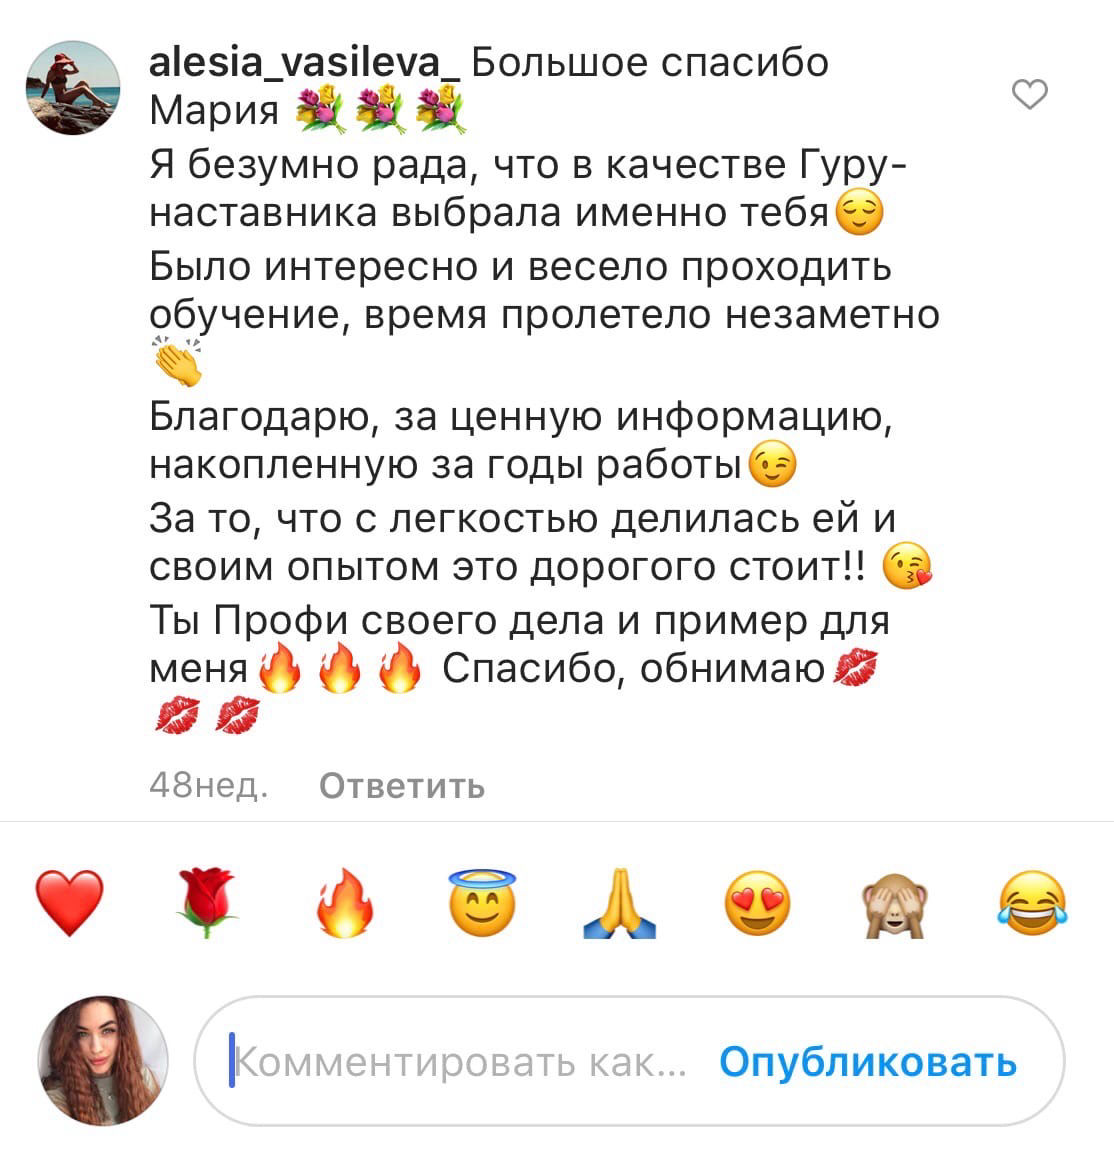 alesia_vasileva_ Большое спасибо
Мария 💐💐💐
Я безумно рада, что в качестве Гуру-
наставника выбрала именно тебя😌
Было интересно и весело проходить
обучение, время пролетело незаметно
👏
Благодарю, за ценную информацию,
накопленную за годы работы😉
За то, что с легкостью делилась ей и
своим опытом это дорогого стоит!! 😘
Ты Профи своего дела и пример для
меня🔥🔥🔥 Спасибо, обнимаю💋
💋💋
48нед. Ответить
❤️🌹🔥😇🙏😍🙈😂
Комментировать как... Опубликовать